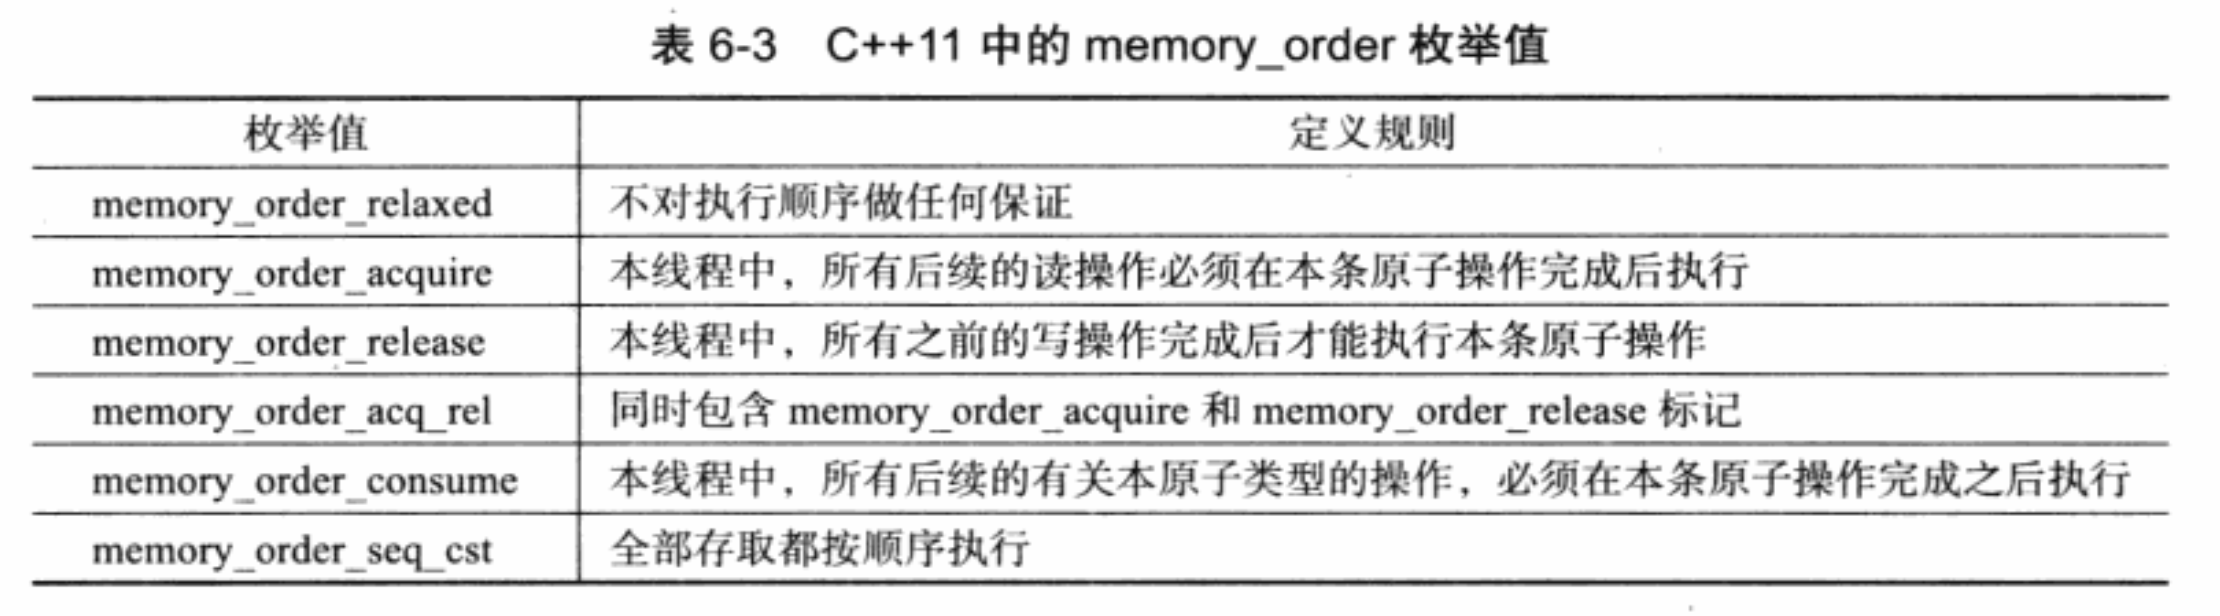 表 6-3 C++11 中的 memory_order 枚举值
枚举值 定义规则
memory_order_relaxed 不对执行顺序做任何保证
memory_order_acquire 本线程中，所有后续的读操作必须在本条原子操作完成后执行
memory_order_release 本线程中，所有之前的写操作完成后才能执行本条原子操作
memory_order_acq_rel 同时包含 memory_order_acquire 和 memory_order_release 标记
memory_order_consume 本线程中，所有后续的有关本原子类型的操作，必须在本条原子操作完成之后执行
memory_order_seq_cst 全部存取都按顺序执行